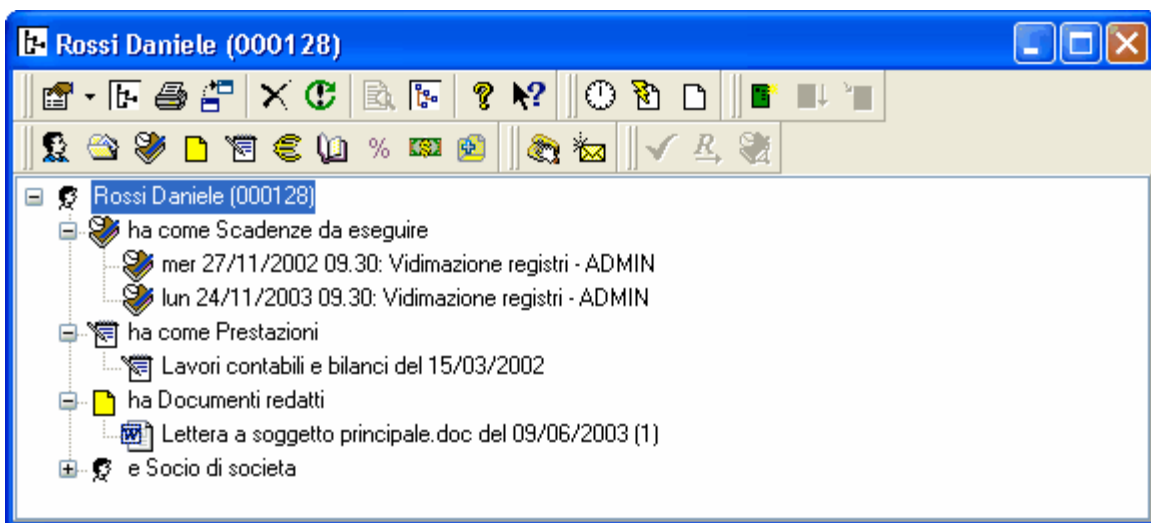 Rossi Daniele (000128)
Rossi Daniele (000128)
ha come Scadenze da eseguire
mer 27/11/2002 09.30: Vidimazione registri - ADMIN
lun 24/11/2003 09.30: Vidimazione registri - ADMIN
ha come Prestazioni
Lavori contabili e bilanci del 15/03/2002
ha Documenti redatti
Lettera a soggetto principale.doc del 09/06/2003 (1)
e Socio di societa